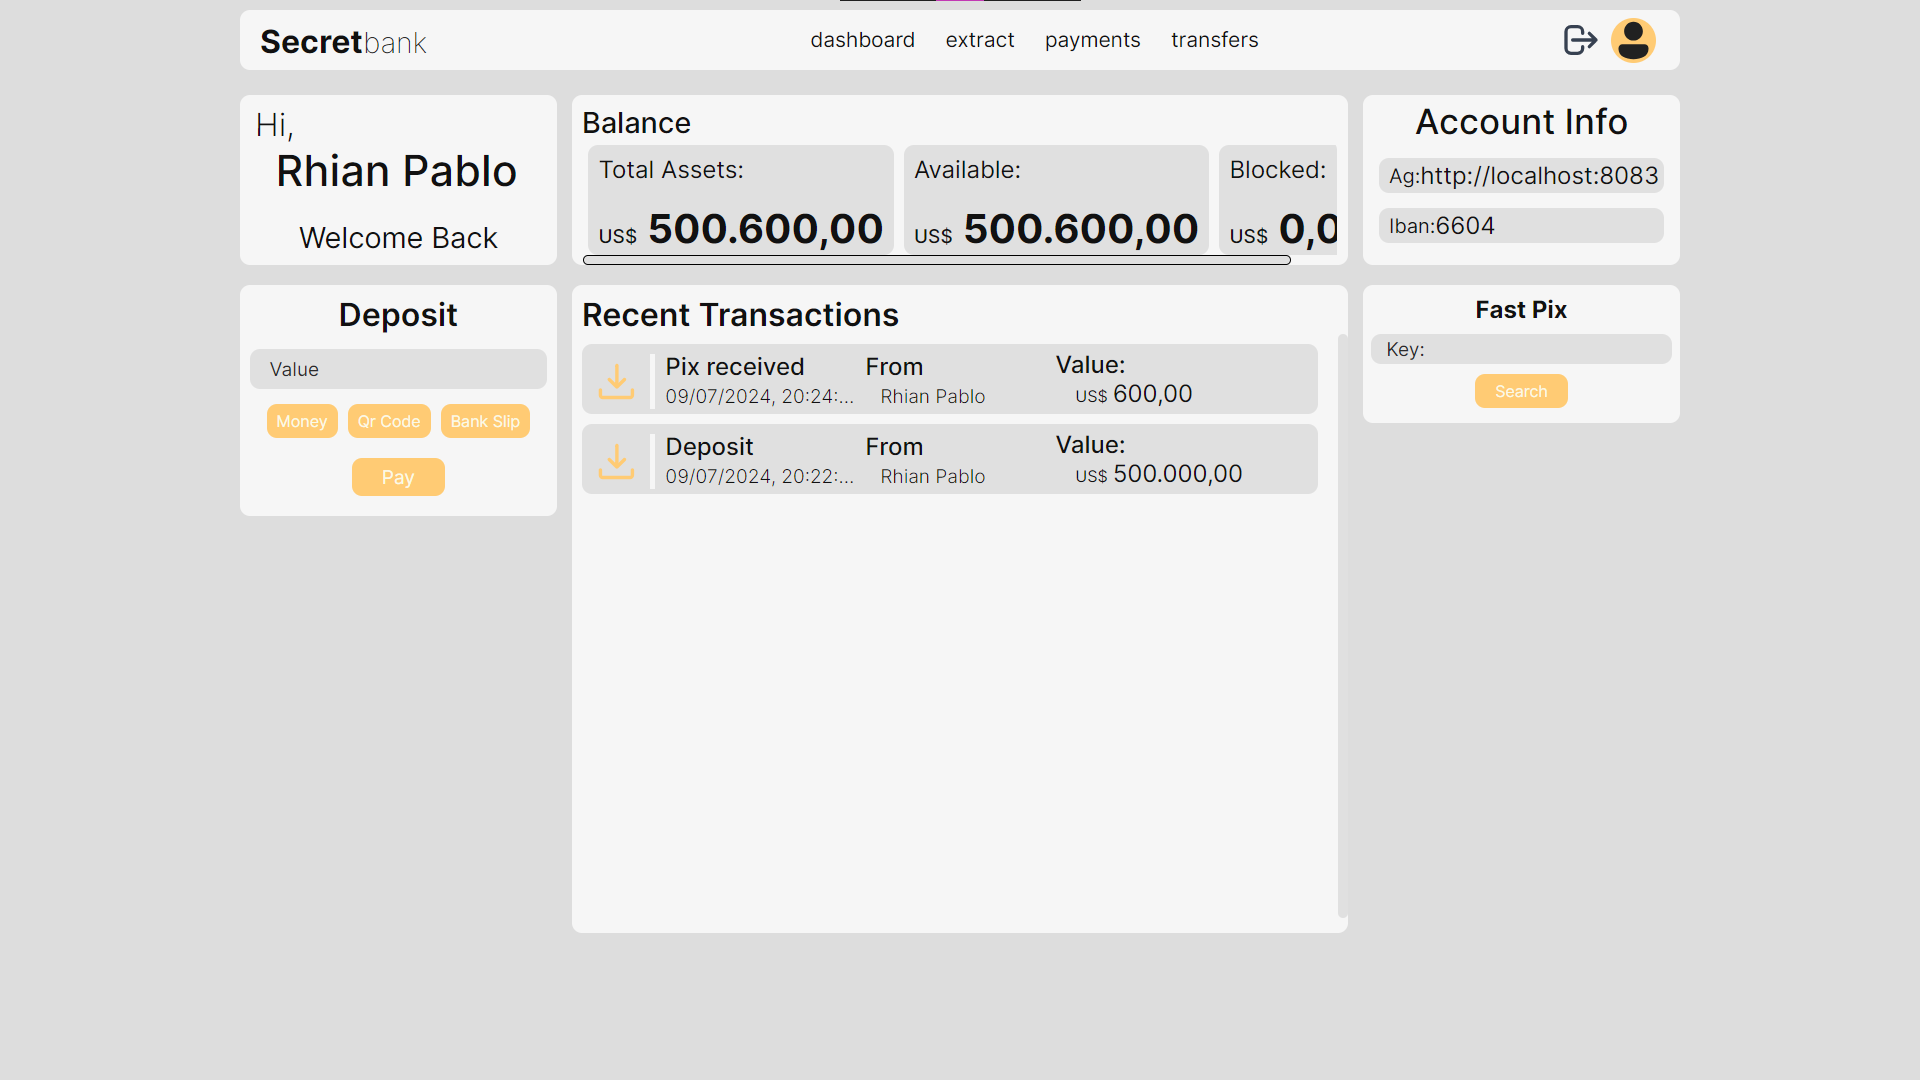 Secretbank
dashboard extract payments transfers
Hi,
Rhian Pablo
Welcome Back
Balance
Total Assets:
US$ 500.600,00
Available:
US$ 500.600,00
Blocked:
US$ 0,0
Account Info
Ag:http://localhost:8083
Iban:6604
Deposit
Value
Money Qr Code Bank Slip
Pay
Recent Transactions
Pix received From Value:
09/07/2024, 20:24:... Rhian Pablo US$ 600,00
Deposit From Value:
09/07/2024, 20:22:... Rhian Pablo US$ 500.000,00
Fast Pix
Key:
Search